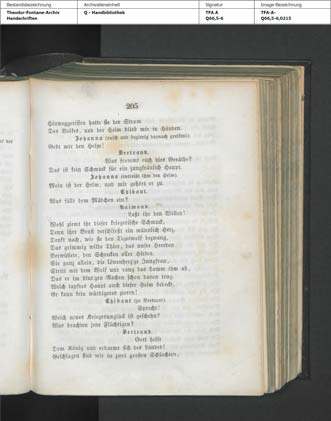 Bestandsbezeichnung
Archivalieneinheit
Signatur
Image-Bezeichnung
Theodor-Fontane-Archiv
Handschriften
Q - Handbibliothek
TFA A
Q66,5-6
TFA-A-
Q66,5-6,0215
205
Hinweggerissen hatte sie der Strom
Der Völker, und der Helm blieb mir in Händen.
Johanna (rasch und begierig darnach greifend)
Gebt mir den Helm!
Bertrand.
Was frommt euch dies Geräthe?
Das ist kein Schmuck für ein jungfräulich Haupt.
Johanna (entreißt ihm den Helm)
Mein ist der Helm, und mir gehört er zu.
Thibaut.
Was fällt dem Mädchen ein?
Raimond.
Laßt ihr den Willen!
Wohl ziemt ihr dieser kriegerische Schmuck,
Denn ihre Brust verschließt ein männlich Herz.
Denkt nach, wie sie den Tigerwolf bezwang,
Das grimmig wilde Thier, das unsre Heerden
Verwüstete, den Schrecken aller Hirten.
Sie ganz allein, die löwenherz'ge Jungfrau,
Stritt mit dem Wolf und rang das Lamm ihm ab,
Das er im blut'gen Rachen schon davon trug.
Welch tapfres Haupt auch dieser Helm bedeckt,
Er kann kein würdigeres zieren!
Thibaut (zu Bertrand)
Sprecht!
Welch neues Kriegesunglück ist geschehn?
Was brachten jene Flüchtigen?
Bertrand.
Gott helfe
Dem König und erbarme sich des Landes!
Geschlagen sind wir in zwei großen Schlachten,